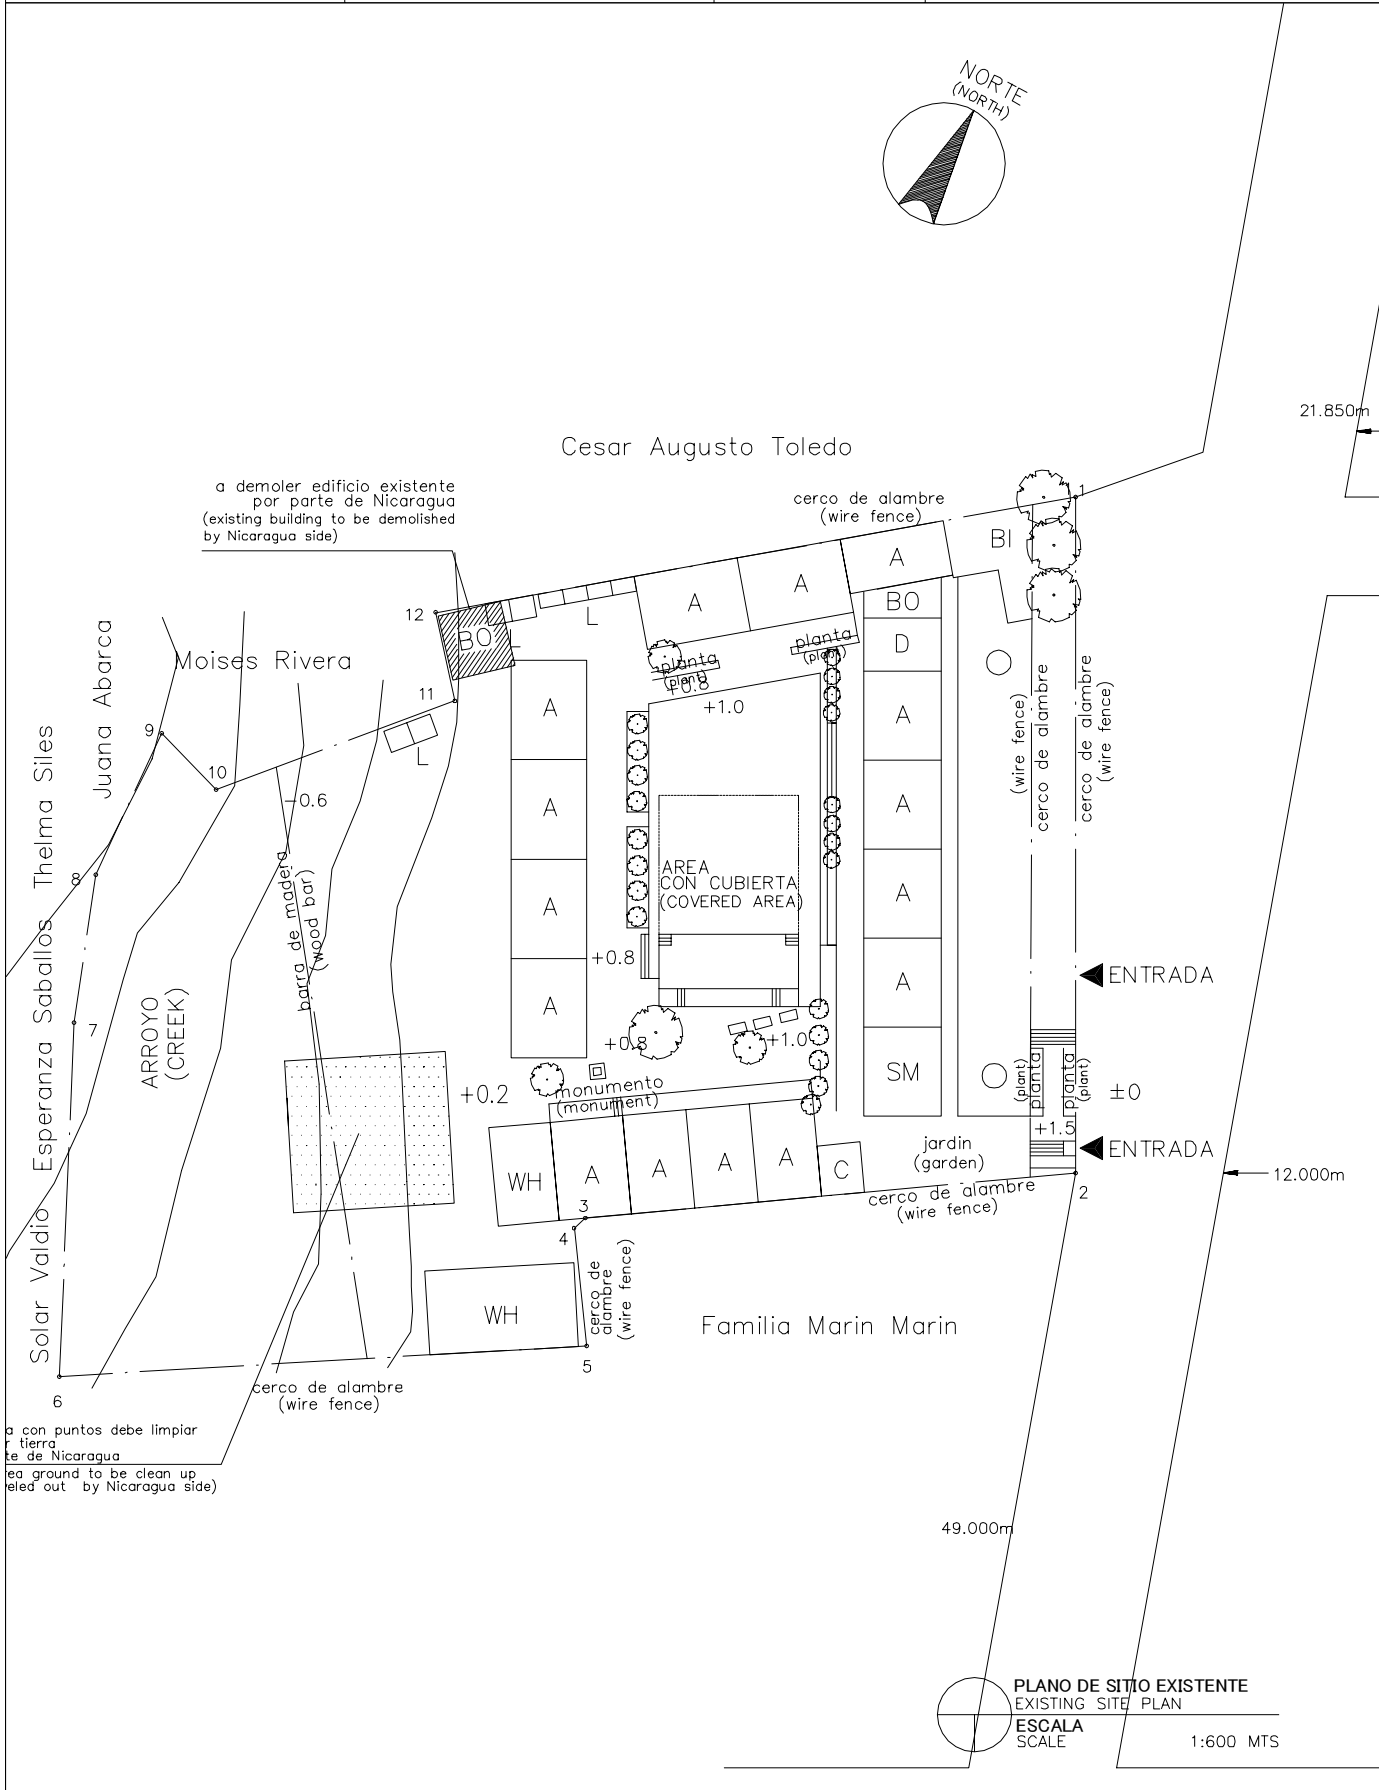 NORTE
(NORTH)
21.850m
Cesar Augusto Toledo
a demoler edificio existente
por parte de Nicaragua
(existing building to be demolished
by Nicaragua side)
cerco de alambre
(wire fence)
1
BI
A
A
A
BO
L
12
BO
D
planta
(plant)
planta
(plant)
+0.8
+1.0
Moises Rivera
Juana Abarca
11
L
9
10
-0.6
A
A
A
A
A
A
A
A
SM
(wire fence)
cerco de alambre
cerco de alambre
(wire fence)
Thelma Siles
8
barra de madera
(wood bar)
AREA
CON CUBIERTA
(COVERED AREA)
+0.8
Esperanza Saballos
7
ARROYO
(CREEK)
ENTRADA
+0.8
+1.0
+0.2
monumento
(monument)
(plant)
planta
planta
(plant)
±0
+1.5
ENTRADA
jardin
(garden)
WH
A
A
A
A
C
cerco de alambre
(wire fence)
2
12.000m
3
4
Solar Valdio
WH
cerco de
alambre
(wire fence)
Familia Marin Marin
5
6
cerco de alambre
(wire fence)
a con puntos debe limpiar
r tierra
te de Nicaragua
rea ground to be clean up
veled out by Nicaragua side)
49.000m
PLANO DE SITIO EXISTENTE
EXISTING SITE PLAN
ESCALA
SCALE 1:600 MTS